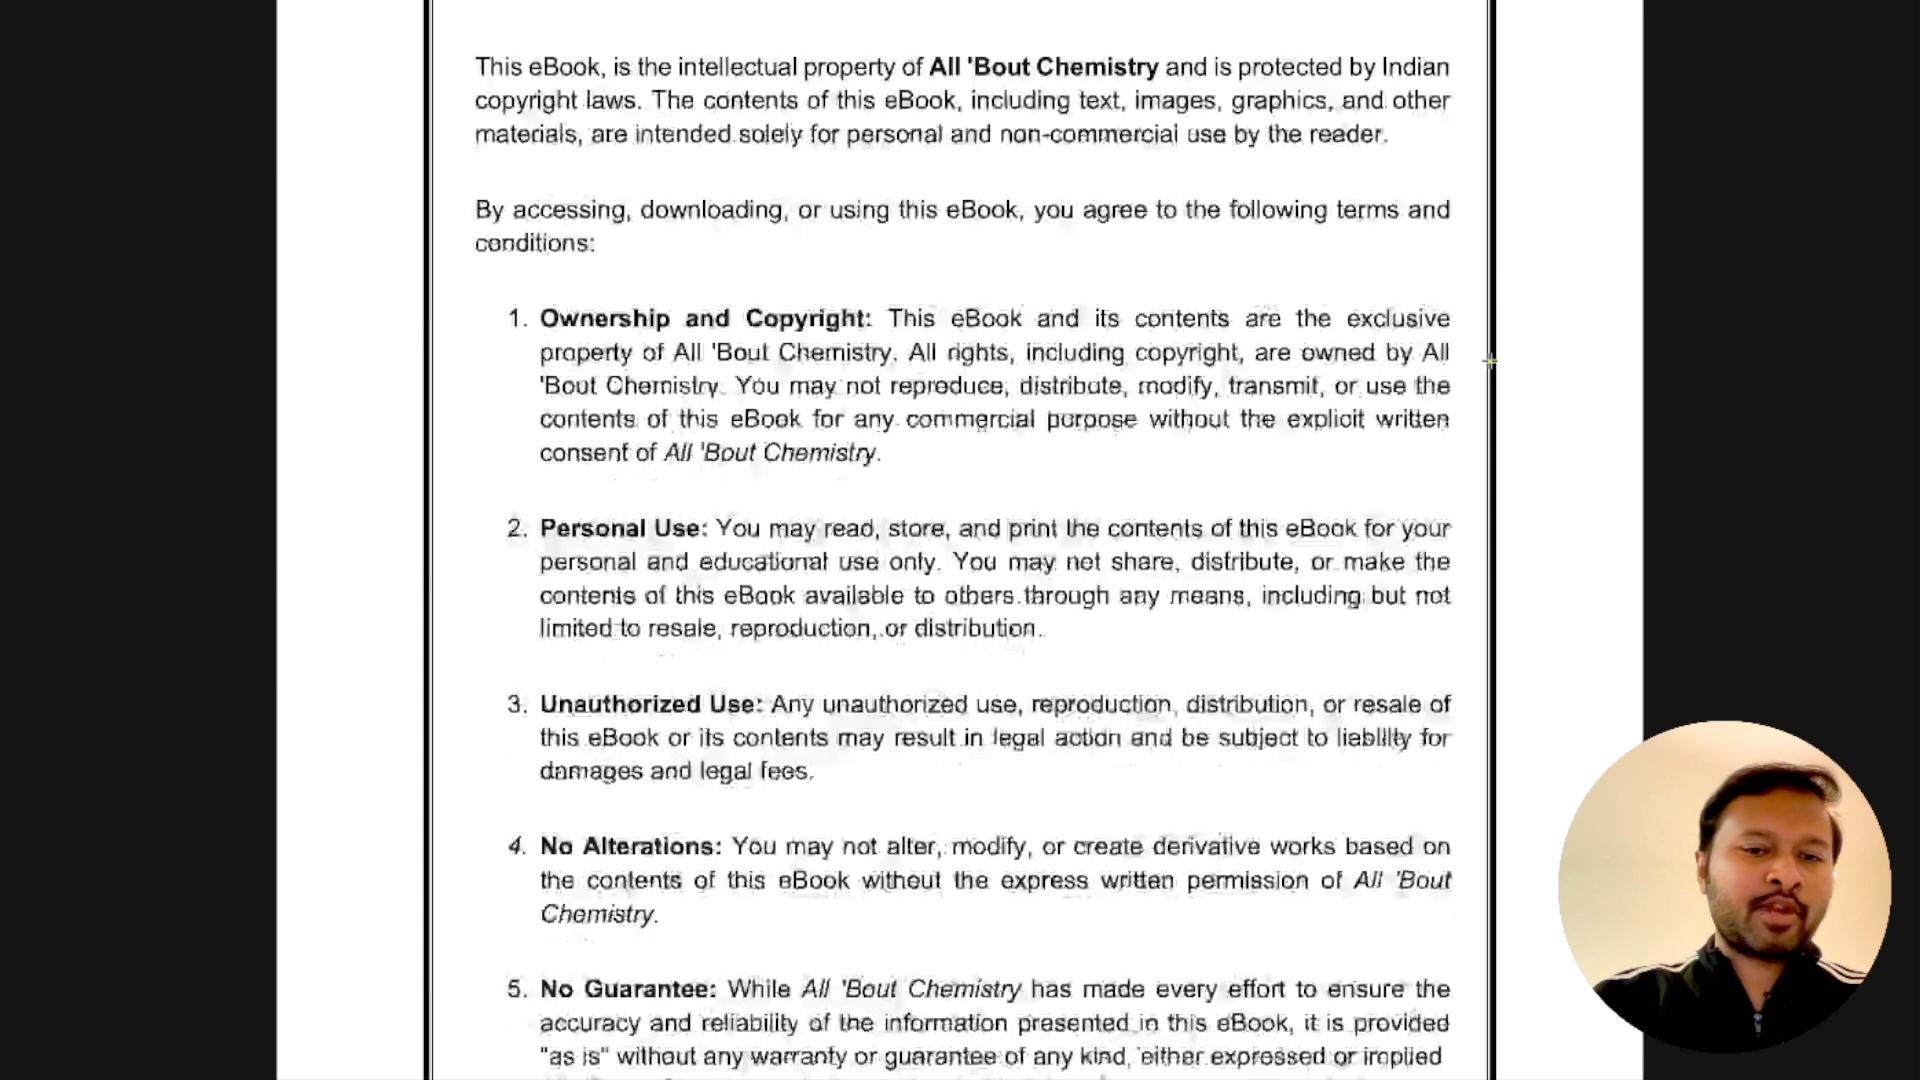 This eBook, is the intellectual property of All 'Bout Chemistry and is protected by Indian
copyright laws. The contents of this eBook, including text, images, graphics, and other
materials, are intended solely for personal and non-commercial use by the reader.
By accessing, downloading, or using this eBook, you agree to the following terms and
conditions:
1. Ownership and Copyright: This eBook and its contents are the exclusive
property of All 'Bout Chemistry. All rights, including copyright, are owned by All
'Bout Chemistry. You may not reproduce, distribute, modify, transmit, or use the
contents of this eBook for any commercial purpose without the explicit written
consent of All 'Bout Chemistry.
2. Personal Use: You may read, store, and print the contents of this eBook for your
personal and educational use only. You may not share, distribute, or make the
contents of this eBook available to others through any means, including but not
limited to resale, reproduction, or distribution.
3. Unauthorized Use: Any unauthorized use, reproduction, distribution, or resale of
this eBook or its contents may result in legal action and be subject to liability for
damages and legal fees.
4. No Alterations: You may not alter, modify, or create derivative works based on
the contents of this eBook without the express written permission of All 'Bout
Chemistry.
5. No Guarantee: While All 'Bout Chemistry has made every effort to ensure the
accuracy and reliability of the information presented in this eBook, it is provided
"as is" without any warranty or guarantee of any kind, either expressed or implied